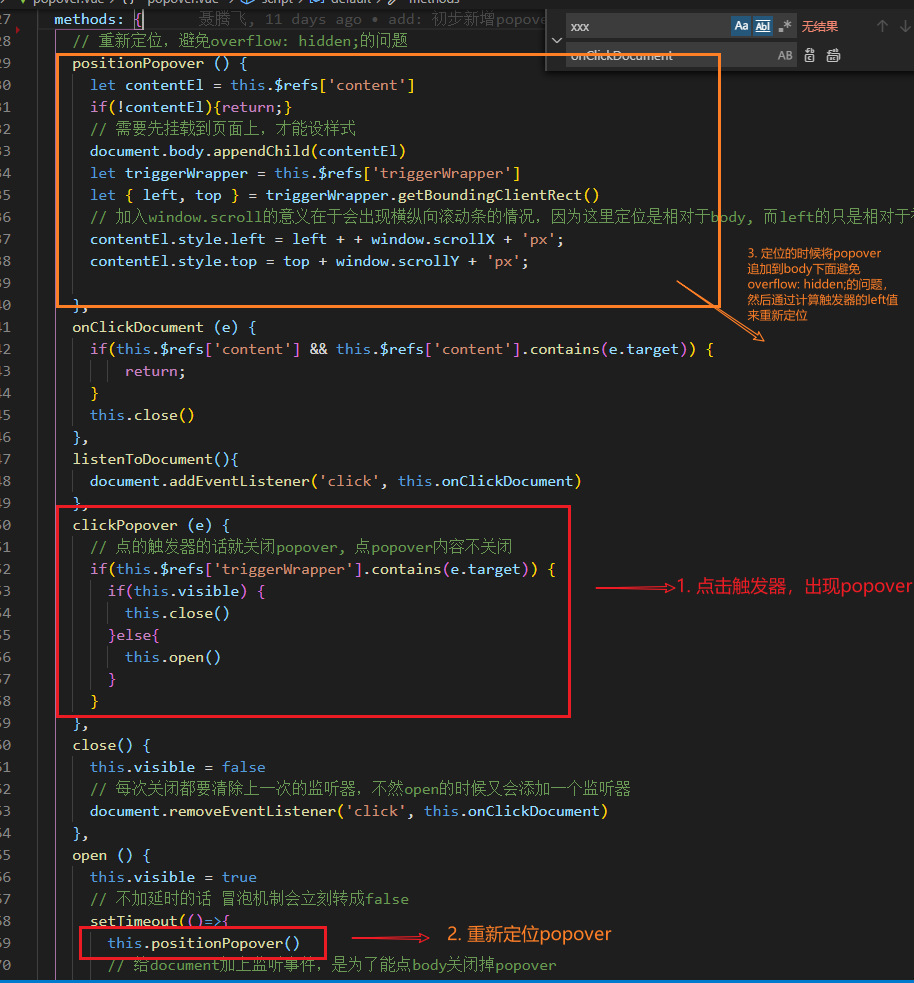 popover.vue > {} popover.vue > script > default > methods
27 methods: { 聂腾飞, 11 days ago • add: 初步新增popove
28 // 重新定位，避免overflow: hidden;的问题
29 positionPopover () {
30 let contentEl = this.$refs['content']
31 if(!contentEl){return;}
32 // 需要先挂载到页面上，才能设样式
33 document.body.appendChild(contentEl)
34 let triggerWrapper = this.$refs['triggerWrapper']
35 let { left, top } = triggerWrapper.getBoundingClientRect()
36 // 加入window.scroll的意义在于会出现横纵向滚动条的情况，因为这里定位是相对于body, 而left的只是相对于
37 contentEl.style.left = left + + window.scrollX + 'px';
38 contentEl.style.top = top + window.scrollY + 'px';
39
40 },
41 onClickDocument (e) {
42 if(this.$refs['content'] && this.$refs['content'].contains(e.target)) {
43 return;
44 }
45 this.close()
46 },
47 listenToDocument(){
48 document.addEventListener('click', this.onClickDocument)
49 },
50 clickPopover (e) {
51 // 点的触发器的话就关闭popover, 点popover内容不关闭
52 if(this.$refs['triggerWrapper'].contains(e.target)) {
53 if(this.visible) {
54 this.close()
55 }else{
56 this.open()
57 }
58 }
59 },
60 close() {
61 this.visible = false
62 // 每次关闭都要清除上一次的监听器，不然open的时候又会添加一个监听器
63 document.removeEventListener('click', this.onClickDocument)
64 },
65 open () {
66 this.visible = true
67 // 不加延时的话 冒泡机制会立刻转成false
68 setTimeout(()=>{
69 this.positionPopover()
70 // 给document加上监听事件，是为了能点body关闭掉popover
xxx Aa Abl .* 无结果
onClickDocument AB
3. 定位的时候将popover
追加到body下面避免
overflow: hidden;的问题，
然后通过计算触发器的left值
来重新定位
1. 点击触发器，出现popover
2. 重新定位popover